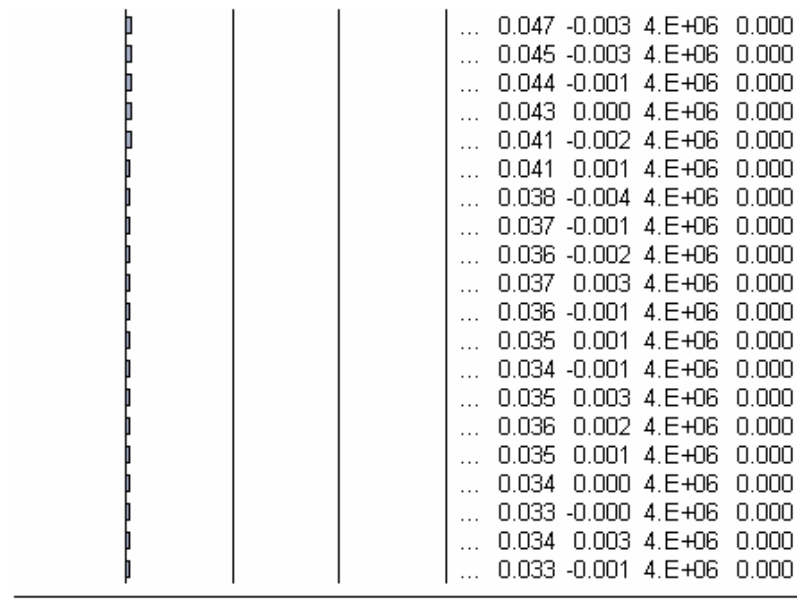 ... 0.047 -0.003 4.E+06 0.000
... 0.045 -0.003 4.E+06 0.000
... 0.044 -0.001 4.E+06 0.000
... 0.043 0.000 4.E+06 0.000
... 0.041 -0.002 4.E+06 0.000
... 0.041 0.001 4.E+06 0.000
... 0.038 -0.004 4.E+06 0.000
... 0.037 -0.001 4.E+06 0.000
... 0.036 -0.002 4.E+06 0.000
... 0.037 0.003 4.E+06 0.000
... 0.036 -0.001 4.E+06 0.000
... 0.035 0.001 4.E+06 0.000
... 0.034 -0.001 4.E+06 0.000
... 0.035 0.003 4.E+06 0.000
... 0.036 0.002 4.E+06 0.000
... 0.035 0.001 4.E+06 0.000
... 0.034 0.000 4.E+06 0.000
... 0.033 -0.000 4.E+06 0.000
... 0.034 0.003 4.E+06 0.000
... 0.033 -0.001 4.E+06 0.000